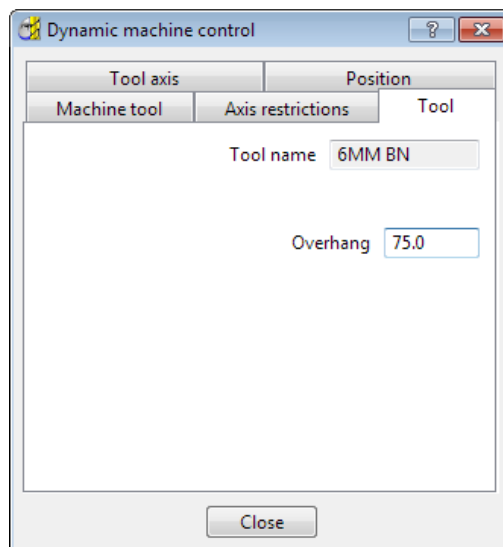 Dynamic machine control
Tool axis Position
Machine tool Axis restrictions Tool
Tool name 6MM BN
Overhang 75.0
Close